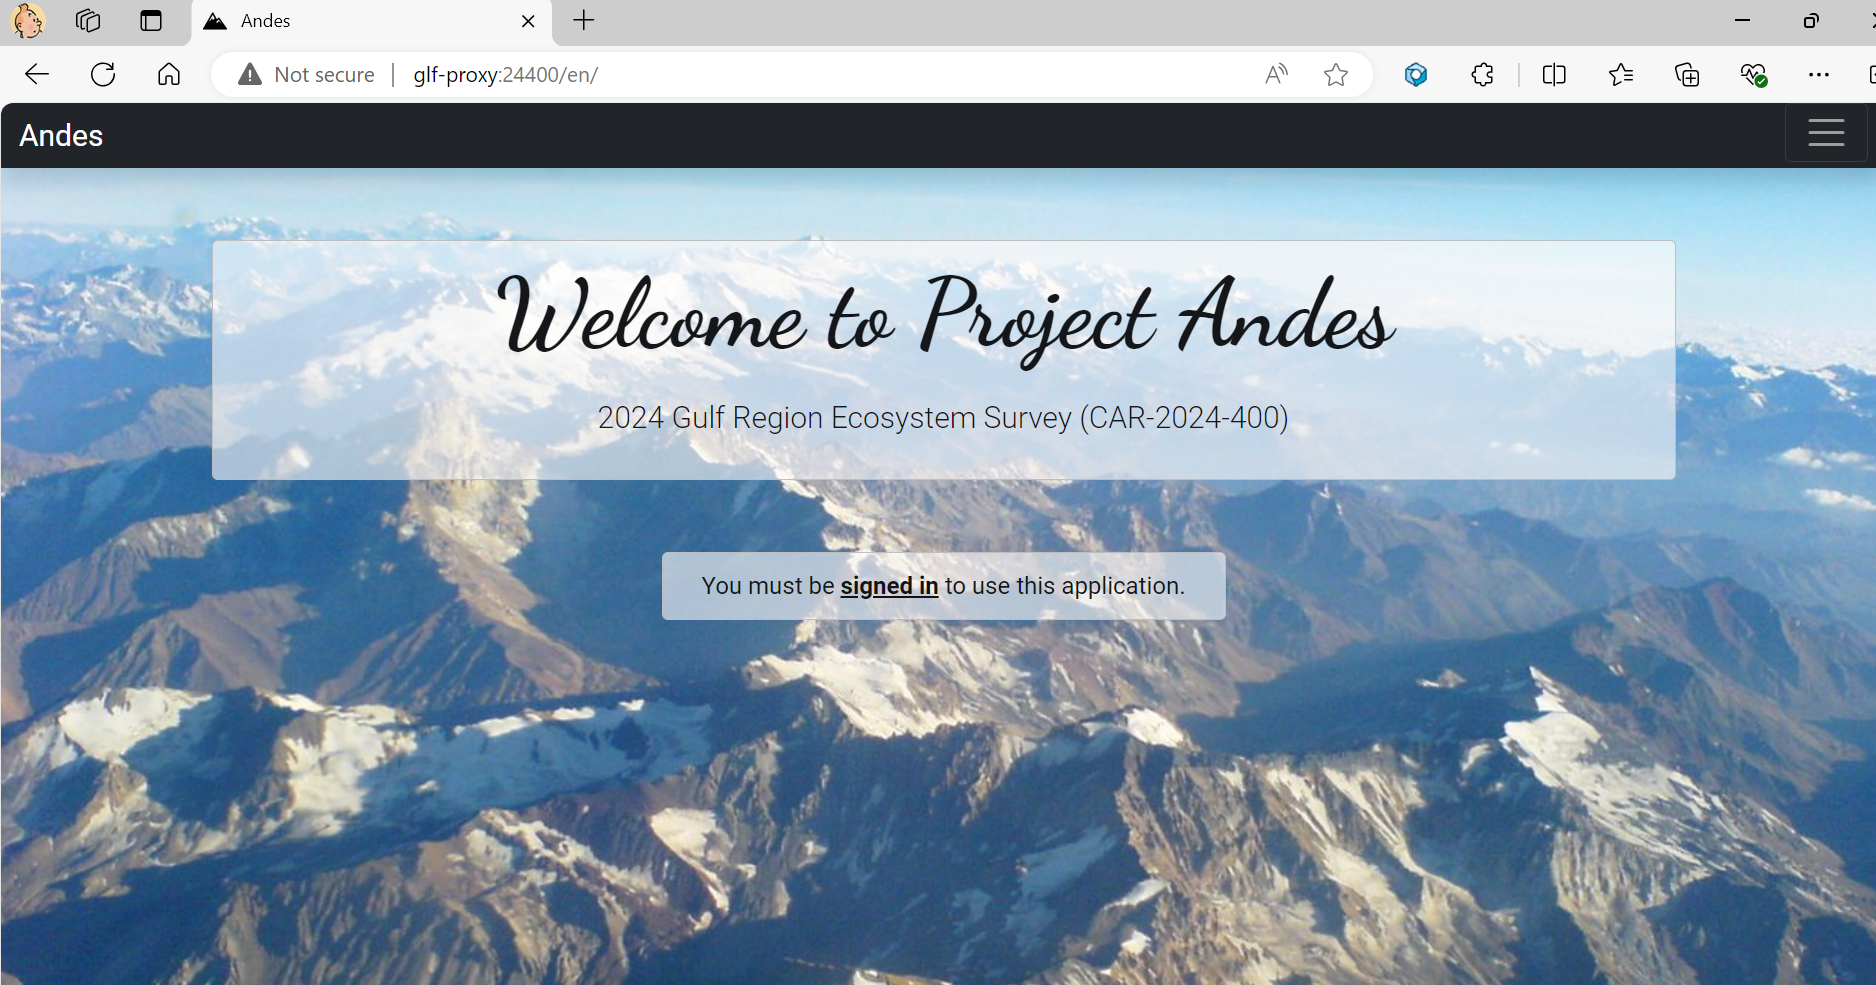 Andes
Not secure
glf-proxy:24400/en/
Andes
Welcome to Project Andes
2024 Gulf Region Ecosystem Survey (CAR-2024-400)
You must be signed in to use this application.